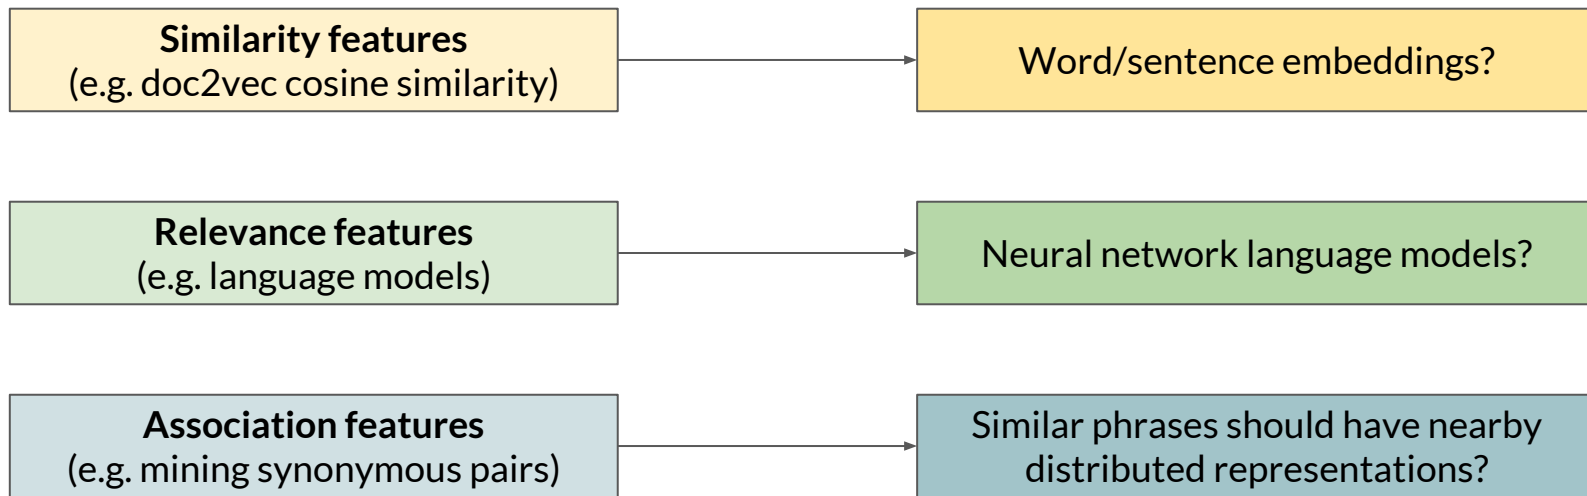 Similarity features
(e.g. doc2vec cosine similarity)
Word/sentence embeddings?
Relevance features
(e.g. language models)
Neural network language models?
Association features
(e.g. mining synonymous pairs)
Similar phrases should have nearby
distributed representations?